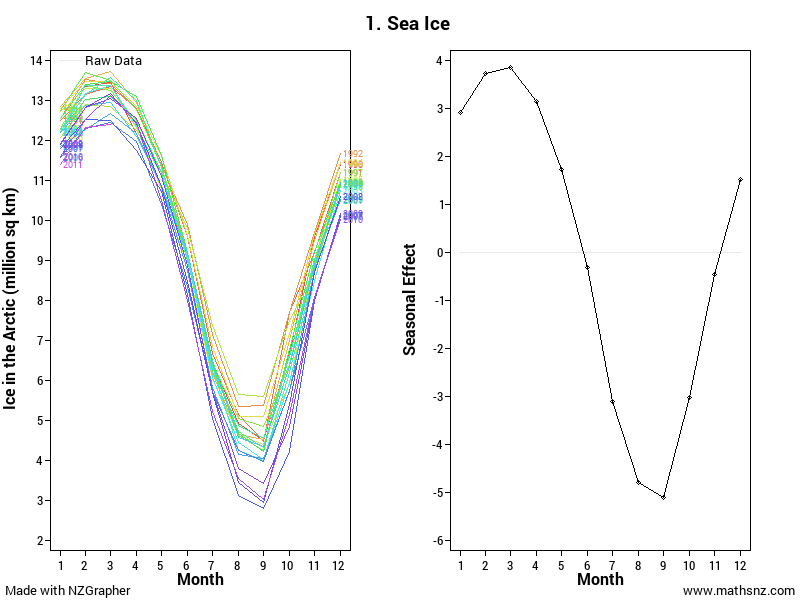 1. Sea Ice
Raw Data
Ice in the Arctic (million sq km)
14
13
12
11
10
9
8
7
6
5
4
3
2
2011
1992
1991
1 2 3 4 5 6 7 8 9 10 11 12
Month
Seasonal Effect
4
3
2
1
0
-1
-2
-3
-4
-5
-6
1 2 3 4 5 6 7 8 9 10 11 12
Month
Made with NZGrapher
www.mathsnz.com